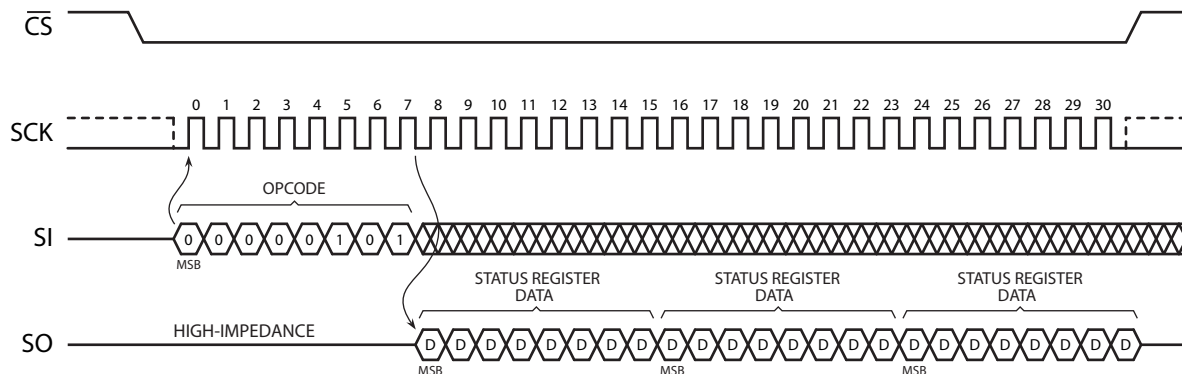 CS
0 1 2 3 4 5 6 7 8 9 10 11 12 13 14 15 16 17 18 19 20 21 22 23 24 25 26 27 28 29 30
SCK
OPCODE
SI
0 0 0 0 0 1 0 1
MSB
STATUS REGISTER DATA
STATUS REGISTER DATA
STATUS REGISTER DATA
HIGH-IMPEDANCE
SO
D D D D D D D D D D D D D D D D D D D D D D D D
MSB MSB MSB